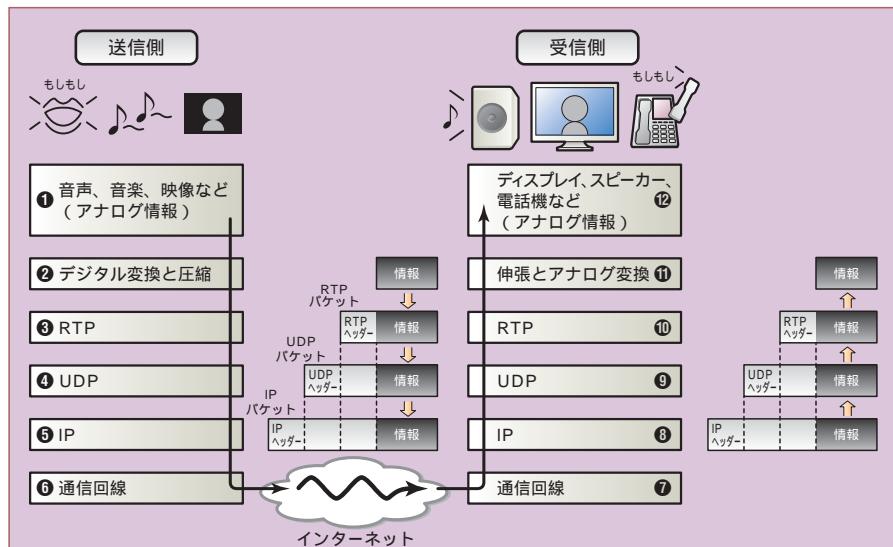 送信側
もしもし
❶ 音声、音楽、映像など
（アナログ情報）
❷ デジタル変換と圧縮
❸ RTP
❹ UDP
❺ IP
❻ 通信回線
情報
RTP
パケット
RTP
ヘッダー
情報
UDP
パケット
UDP
ヘッダー
情報
IP
パケット
IP
ヘッダー
情報
インターネット
受信側
もしもし
ディスプレイ、スピーカー、
電話機など ⓬
（アナログ情報）
伸張とアナログ変換 ⓫
RTP ❿
UDP ❾
IP ❽
通信回線 ❼
情報
RTP
ヘッダー
情報
UDP
ヘッダー
情報
IP
ヘッダー
情報